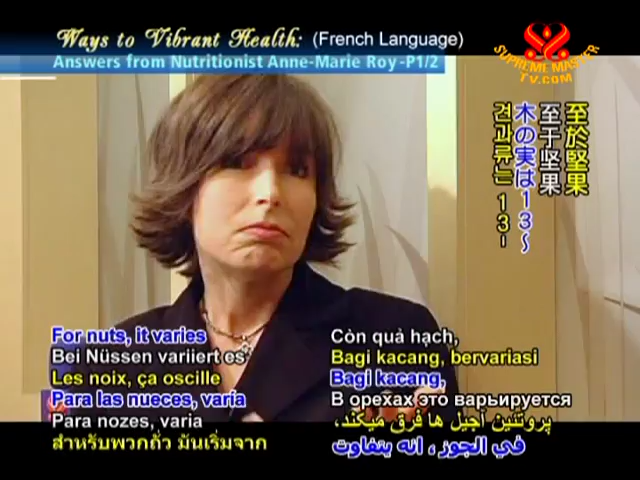 Ways to Vibrant Health: (French Language)
Answers from Nutritionist Anne-Marie Roy -P1/2
SUPREME MASTER
TV.COM
至於堅果
至于坚果
木の実は13～
견과류는 13-
For nuts, it varies
Bei Nüssen variiert es
Les noix, ça oscille
Para las nueces, varía
Para nozes, varia
สำหรับพวกถั่ว มันเริ่มจาก
Còn quả hạch,
Bagi kacang, bervariasi
Bagi kacang,
В орехах это варьируется
پروتئین آجیل ها فرق میکند،
في الجوز ، انه يتفاوت